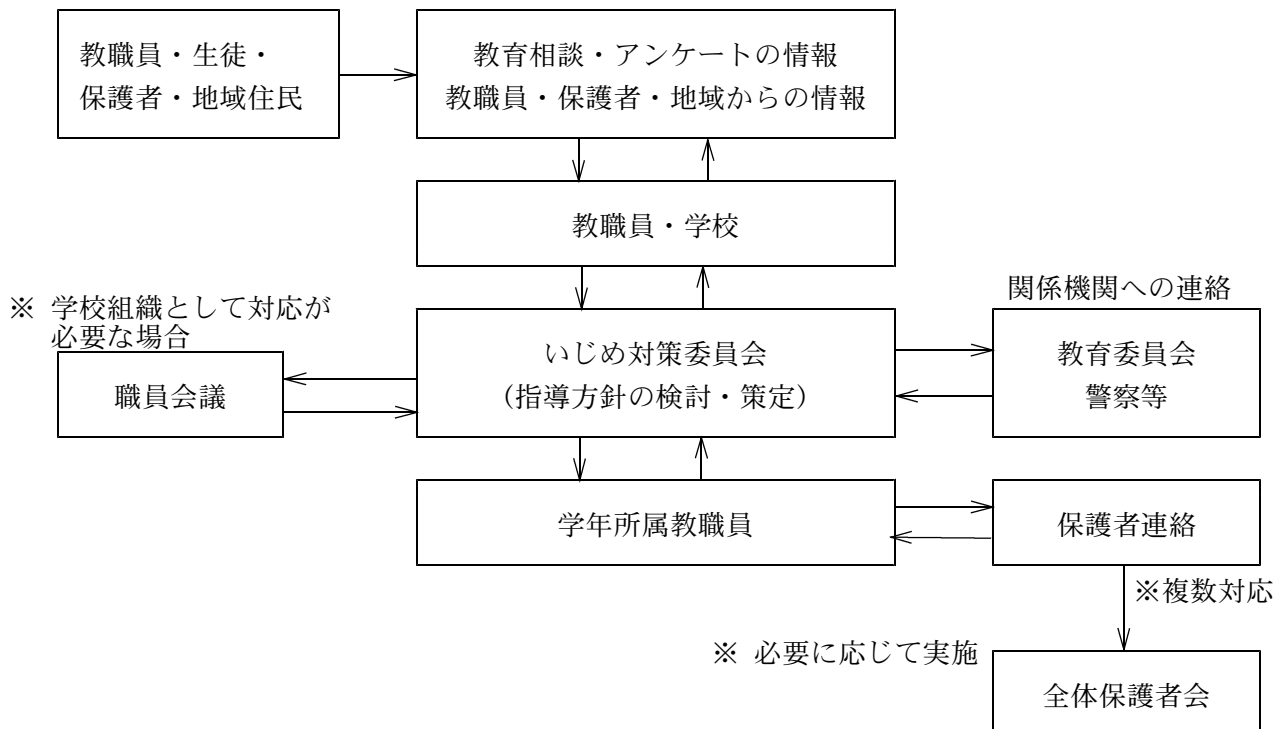 教職員・生徒・
保護者・地域住民
教育相談・アンケートの情報
教職員・保護者・地域からの情報
教職員・学校
※ 学校組織として対応が
必要な場合
職員会議
いじめ対策委員会
(指導方針の検討・策定)
関係機関への連絡
教育委員会
警察等
学年所属教職員
保護者連絡
※複数対応
※ 必要に応じて実施
全体保護者会